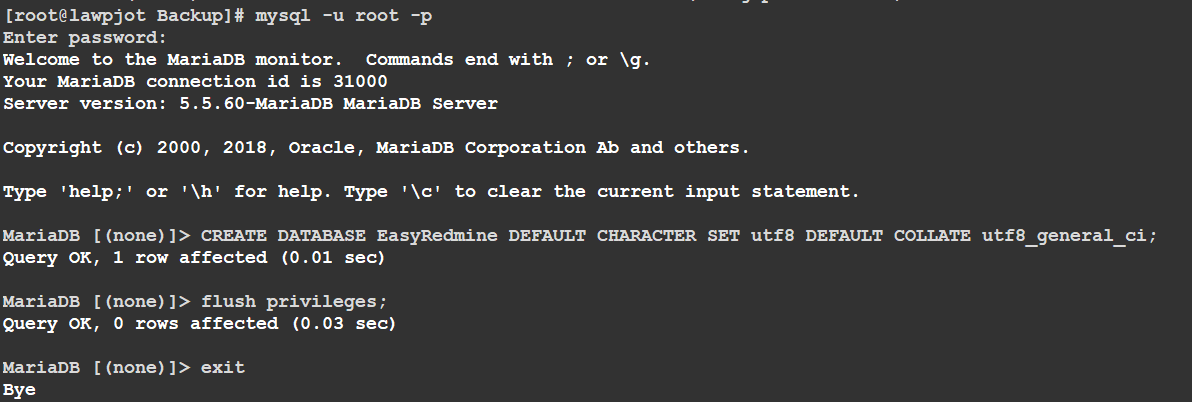 [root@lawpjot Backup]# mysql -u root -p
Enter password:
Welcome to the MariaDB monitor.  Commands end with ; or \g.
Your MariaDB connection id is 31000
Server version: 5.5.60-MariaDB MariaDB Server
Copyright (c) 2000, 2018, Oracle, MariaDB Corporation Ab and others.
Type 'help;' or '\h' for help. Type '\c' to clear the current input statement.
MariaDB [(none)]> CREATE DATABASE EasyRedmine DEFAULT CHARACTER SET utf8 DEFAULT COLLATE utf8_general_ci;
Query OK, 1 row affected (0.01 sec)
MariaDB [(none)]> flush privileges;
Query OK, 0 rows affected (0.03 sec)
MariaDB [(none)]> exit
Bye